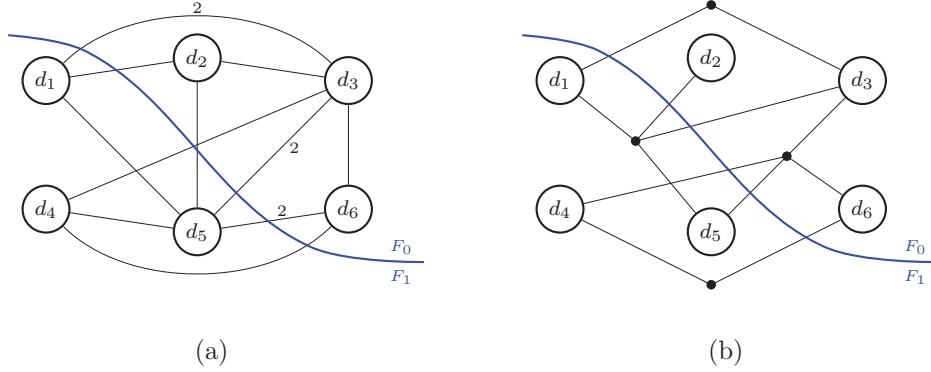 2
d₁ d₂ d₃
2
d₄ d₅ 2 d₆
F₀
F₁
(a)
d₁ d₂ d₃
d₄ d₅ d₆
F₀
F₁
(b)